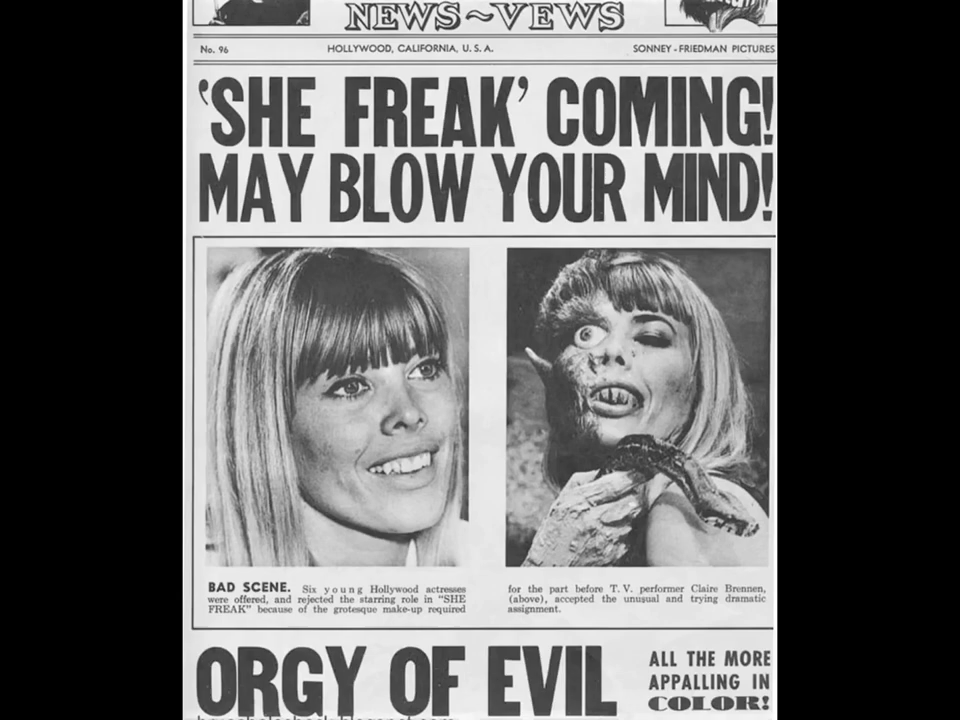 NEWS~VEWS
No. 96 HOLLYWOOD, CALIFORNIA, U. S. A. SONNEY - FRIEDMAN PICTURES
‘SHE FREAK’ COMING!
MAY BLOW YOUR MIND!
BAD SCENE. Six young Hollywood actresses
were offered, and rejected the starring role in “SHE
FREAK” because of the grotesque make-up required
for the part before T. V. performer Claire Brennen,
(above), accepted the unusual and trying dramatic
assignment.
ORGY OF EVIL
ALL THE MORE
APPALLING IN
COLOR!